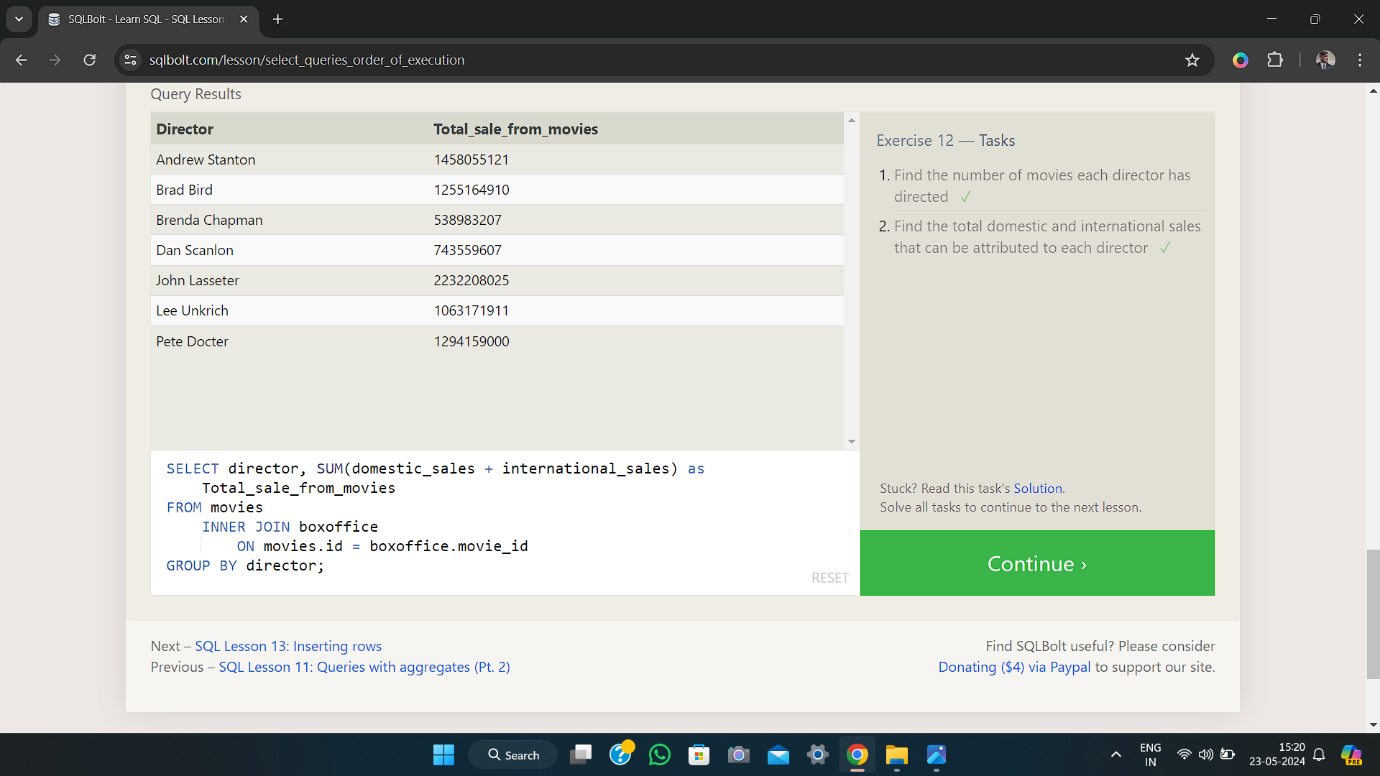 SQLBolt - Learn SQL - SQL Lesson
sqlbolt.com/lesson/select_queries_order_of_execution
Query Results
Director Total_sale_from_movies
Andrew Stanton 1458055121
Brad Bird 1255164910
Brenda Chapman 538983207
Dan Scanlon 743559607
John Lasseter 2232208025
Lee Unkrich 1063171911
Pete Docter 1294159000
SELECT director, SUM(domestic_sales + international_sales) as
Total_sale_from_movies
FROM movies
INNER JOIN boxoffice
ON movies.id = boxoffice.movie_id
GROUP BY director;
RESET
Exercise 12 — Tasks
1. Find the number of movies each director has
directed ✓
2. Find the total domestic and international sales
that can be attributed to each director ✓
Stuck? Read this task's Solution.
Solve all tasks to continue to the next lesson.
Continue ›
Next – SQL Lesson 13: Inserting rows
Previous – SQL Lesson 11: Queries with aggregates (Pt. 2)
Find SQLBolt useful? Please consider
Donating ($4) via Paypal to support our site.
Search
ENG
IN
15:20
23-05-2024
PRE